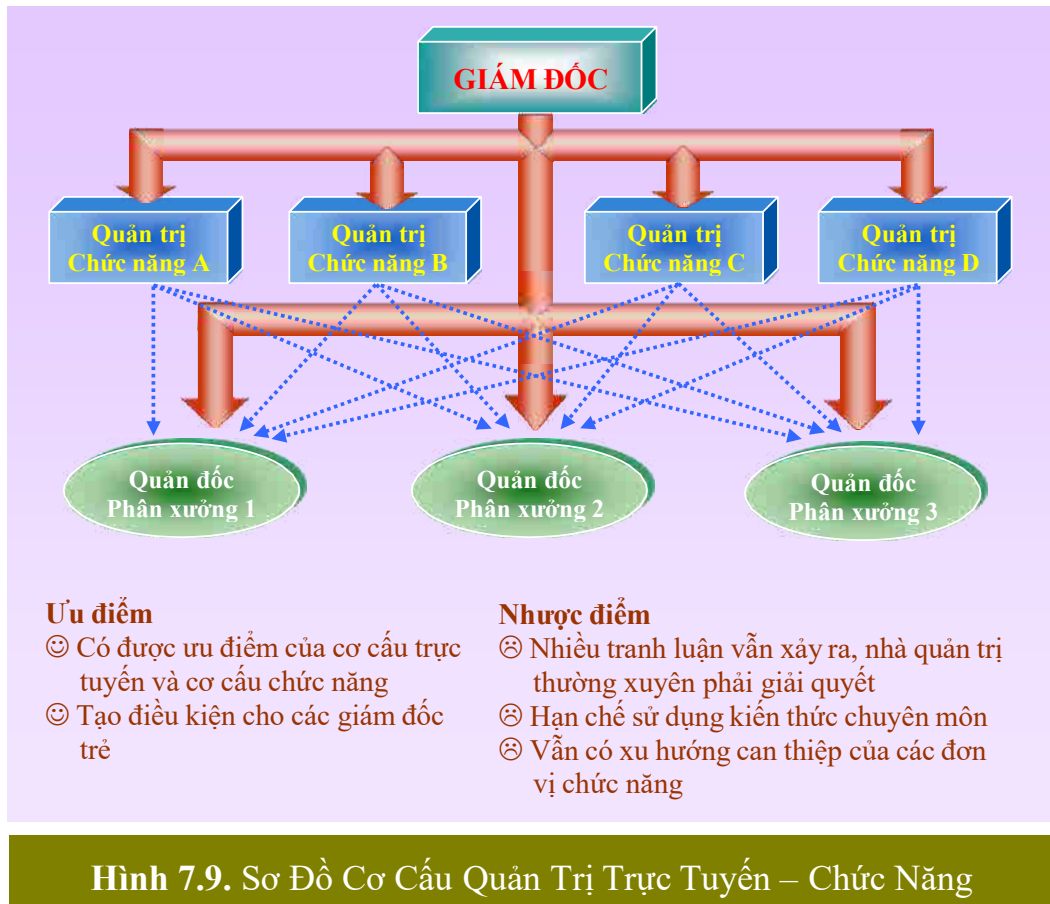 GIÁM ĐỐC
Quản trị
Chức năng A
Quản trị
Chức năng B
Quản trị
Chức năng C
Quản trị
Chức năng D
Quản đốc
Phân xưởng 1
Quản đốc
Phân xưởng 2
Quản đốc
Phân xưởng 3
Ưu điểm
☺ Có được ưu điểm của cơ cấu trực
tuyến và cơ cấu chức năng
☺ Tạo điều kiện cho các giám đốc
trẻ
Nhược điểm
☹ Nhiều tranh luận vẫn xảy ra, nhà quản trị
thường xuyên phải giải quyết
☹ Hạn chế sử dụng kiến thức chuyên môn
☹ Vẫn có xu hướng can thiệp của các đơn
vị chức năng
Hình 7.9. Sơ Đồ Cơ Cấu Quản Trị Trực Tuyến – Chức Năng